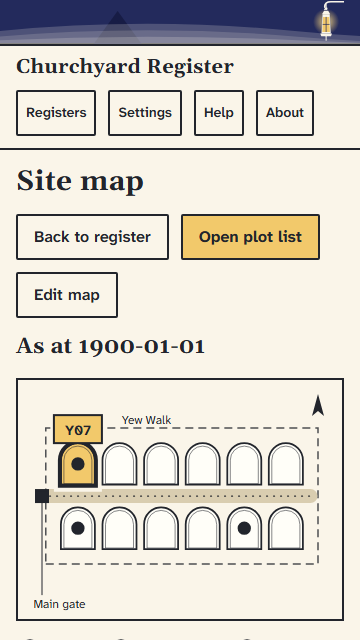 Churchyard Register
Registers
Settings
Help
About
Site map
Back to register
Open plot list
Edit map
As at 1900-01-01
Y07
Yew Walk
Main gate